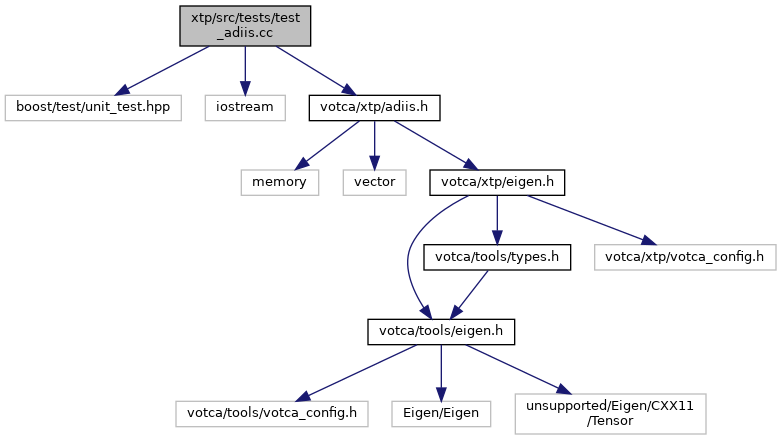 xtp/src/tests/test
_adiis.cc
boost/test/unit_test.hpp
iostream
votca/xtp/adiis.h
memory
vector
votca/xtp/eigen.h
votca/tools/types.h
votca/xtp/votca_config.h
votca/tools/eigen.h
votca/tools/votca_config.h
Eigen/Eigen
unsupported/Eigen/CXX11
/Tensor